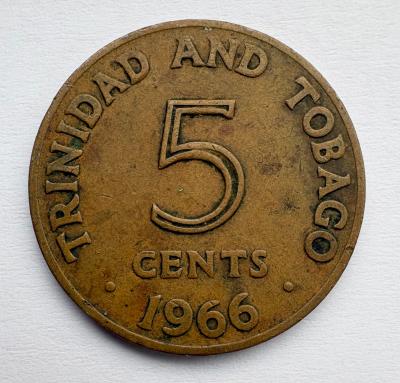 TRINIDAD AND TOBAGO
5
CENTS
· 1966 ·